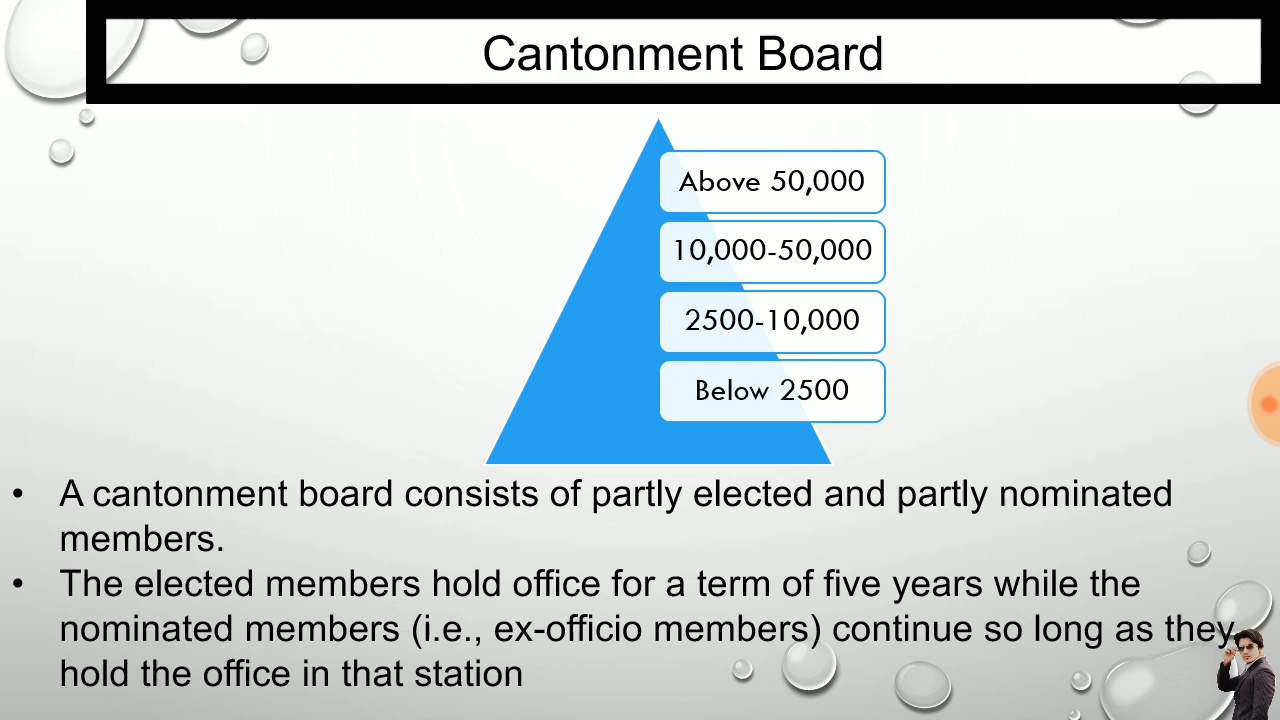 Cantonment Board
Above 50,000
10,000-50,000
2500-10,000
Below 2500
• A cantonment board consists of partly elected and partly nominated
members.
• The elected members hold office for a term of five years while the
nominated members (i.e., ex-officio members) continue so long as they
hold the office in that station